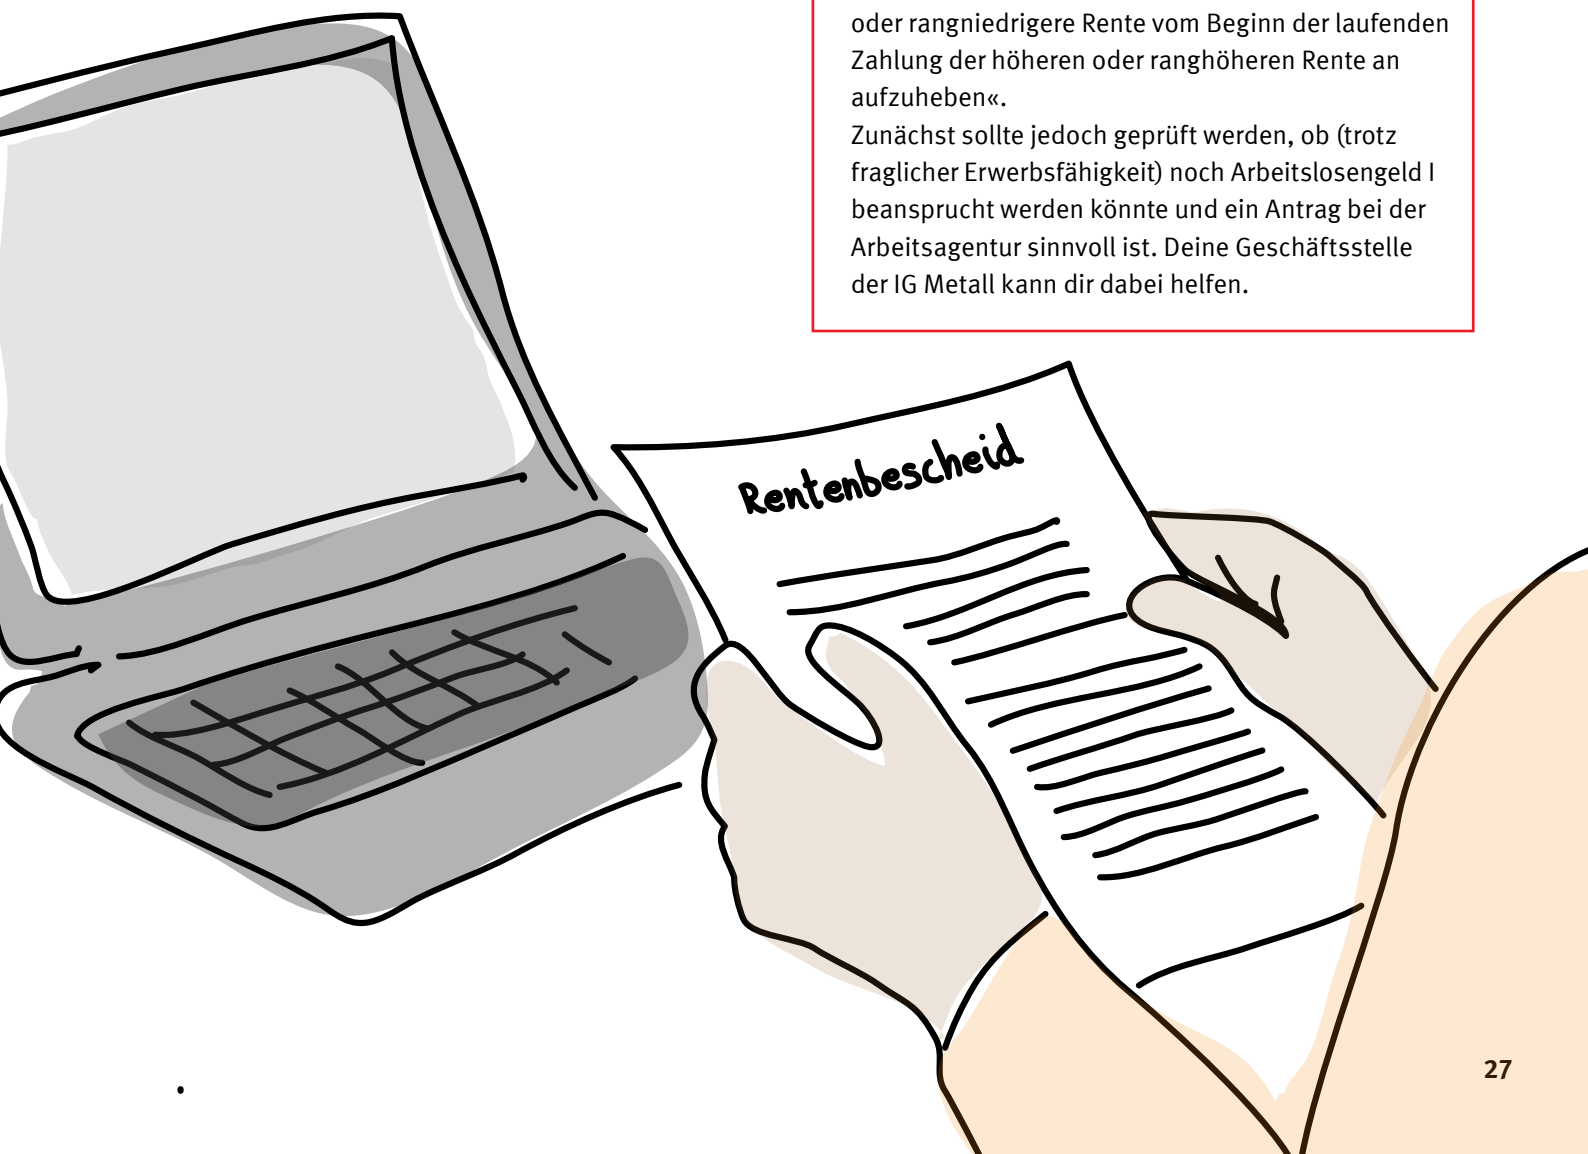 oder rangniedrigere Rente vom Beginn der laufenden
Zahlung der höheren oder ranghöheren Rente an
aufzuheben«.
Zunächst sollte jedoch geprüft werden, ob (trotz
fraglicher Erwerbsfähigkeit) noch Arbeitslosengeld I
beansprucht werden könnte und ein Antrag bei der
Arbeitsagentur sinnvoll ist. Deine Geschäftsstelle
der IG Metall kann dir dabei helfen.
Rentenbescheid
27